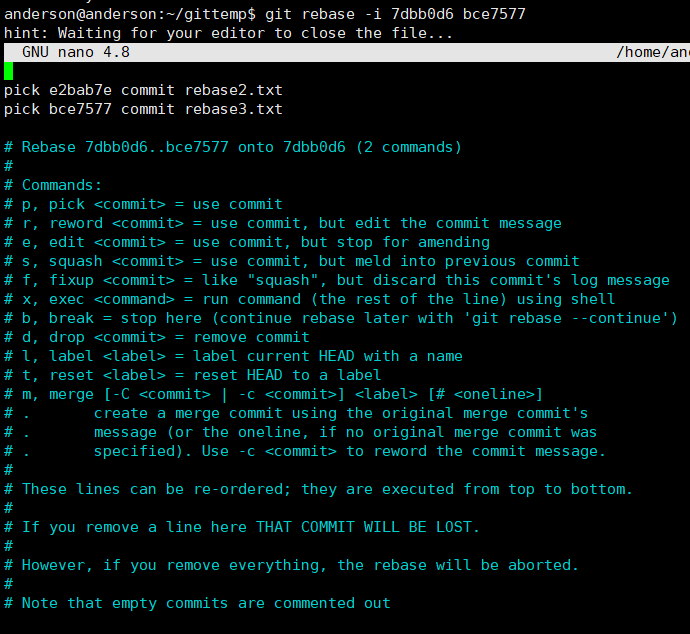 anderson@anderson:~/gittemp$ git rebase -i 7dbb0d6 bce7577
hint: Waiting for your editor to close the file...
GNU nano 4.8 /home/an
pick e2bab7e commit rebase2.txt
pick bce7577 commit rebase3.txt
# Rebase 7dbb0d6..bce7577 onto 7dbb0d6 (2 commands)
#
# Commands:
# p, pick <commit> = use commit
# r, reword <commit> = use commit, but edit the commit message
# e, edit <commit> = use commit, but stop for amending
# s, squash <commit> = use commit, but meld into previous commit
# f, fixup <commit> = like "squash", but discard this commit's log message
# x, exec <command> = run command (the rest of the line) using shell
# b, break = stop here (continue rebase later with 'git rebase --continue')
# d, drop <commit> = remove commit
# l, label <label> = label current HEAD with a name
# t, reset <label> = reset HEAD to a label
# m, merge [-C <commit> | -c <commit>] <label> [# <oneline>]
# .       create a merge commit using the original merge commit's
# .       message (or the oneline, if no original merge commit was
# .       specified). Use -c <commit> to reword the commit message.
#
# These lines can be re-ordered; they are executed from top to bottom.
#
# If you remove a line here THAT COMMIT WILL BE LOST.
#
# However, if you remove everything, the rebase will be aborted.
#
# Note that empty commits are commented out